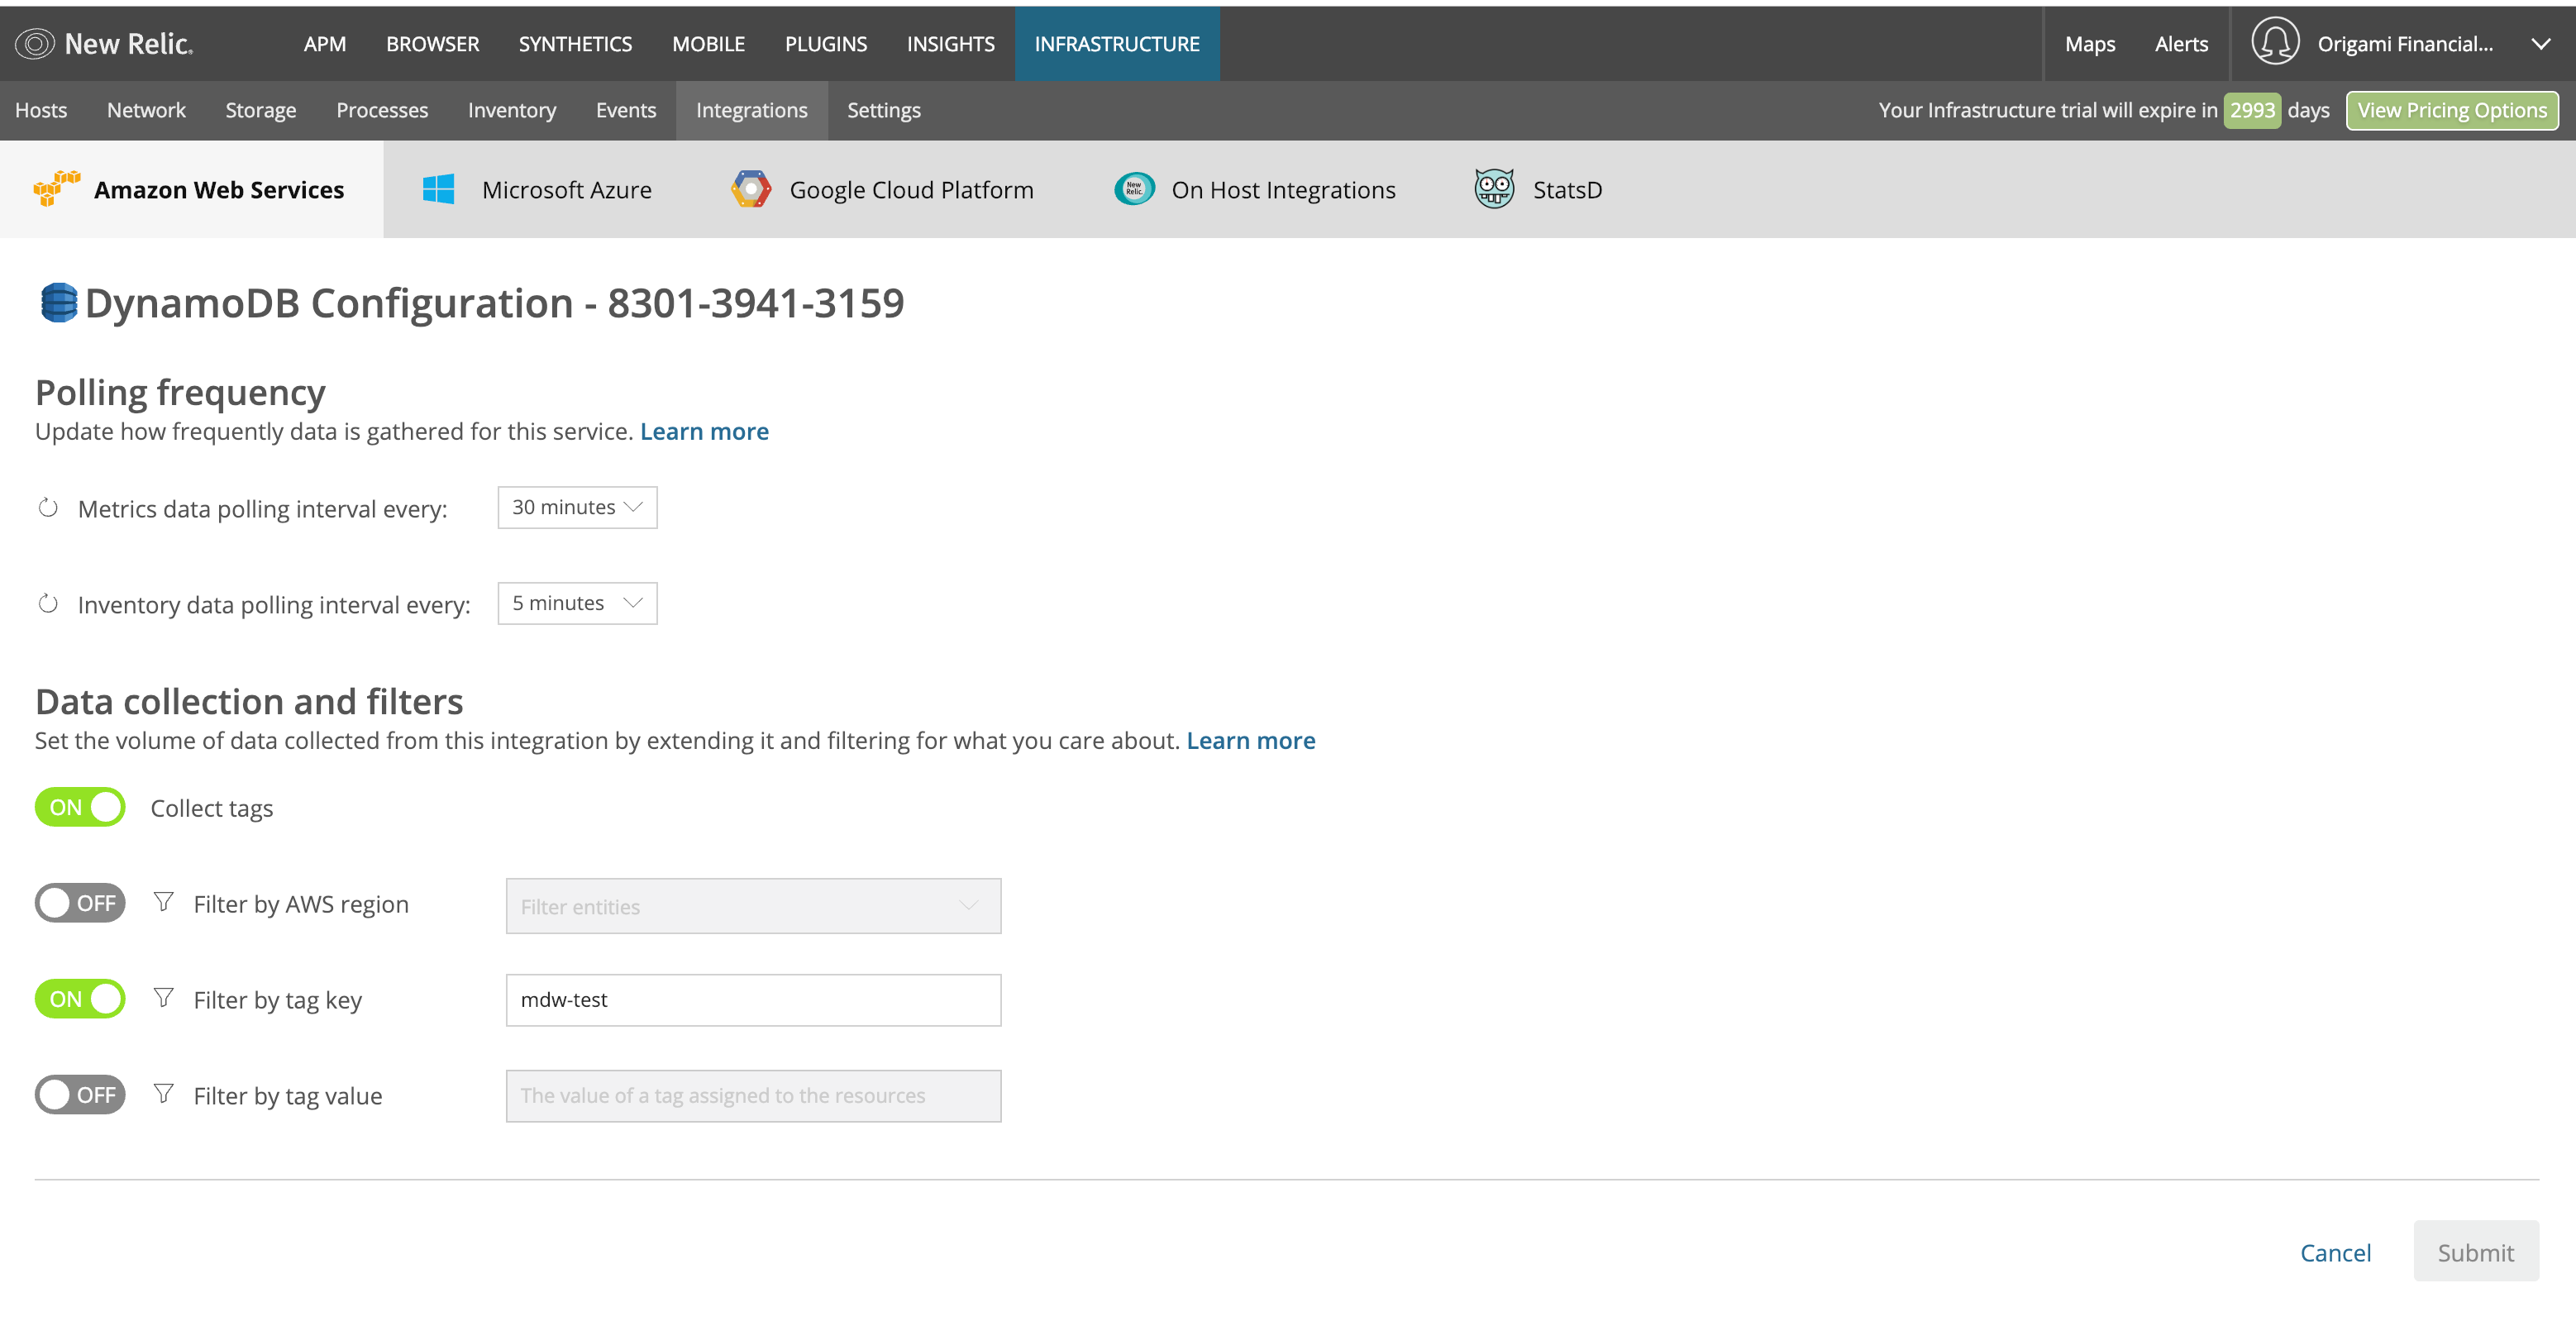 New Relic.
APM BROWSER SYNTHETICS MOBILE PLUGINS INSIGHTS INFRASTRUCTURE Maps Alerts Origami Financial...
Hosts Network Storage Processes Inventory Events Integrations Settings Your Infrastructure trial will expire in 2993 days View Pricing Options
Amazon Web Services Microsoft Azure New Relic. Google Cloud Platform On Host Integrations StatsD
DynamoDB Configuration - 8301-3941-3159
Polling frequency
Update how frequently data is gathered for this service. Learn more
Metrics data polling interval every: 30 minutes
Inventory data polling interval every: 5 minutes
Data collection and filters
Set the volume of data collected from this integration by extending it and filtering for what you care about. Learn more
ON Collect tags
OFF Filter by AWS region Filter entities
ON Filter by tag key mdw-test
OFF Filter by tag value The value of a tag assigned to the resources
Cancel Submit